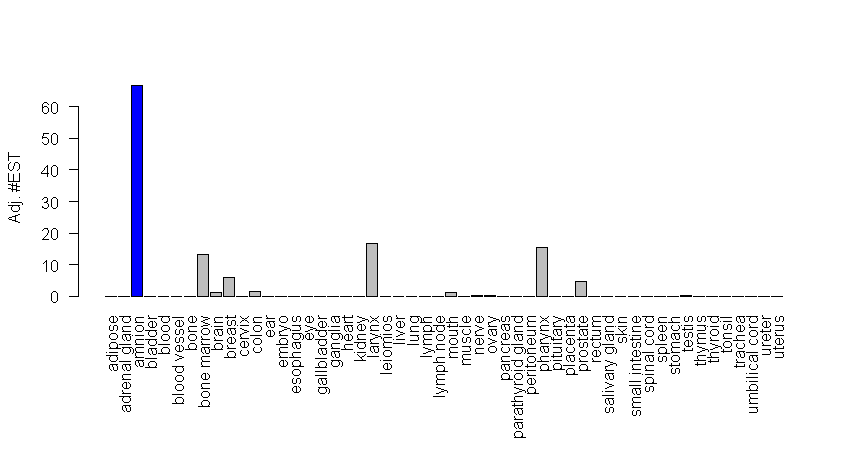 Adj. #EST
60
50
40
30
20
10
0
adipose
adrenal gland
amnion
bladder
blood
blood vessel
bone
bone marrow
brain
breast
cervix
colon
ear
embryo
esophagus
eye
gallbladder
ganglia
heart
kidney
larynx
leiomios
liver
lung
lymph
lymph node
mouth
muscle
nerve
ovary
pancreas
parathyroid gland
peritoneum
pharynx
pituitary
placenta
prostate
rectum
salivary gland
skin
small intestine
spinal cord
spleen
stomach
testis
thymus
thyroid
tonsil
trachea
umbilical cord
ureter
uterus